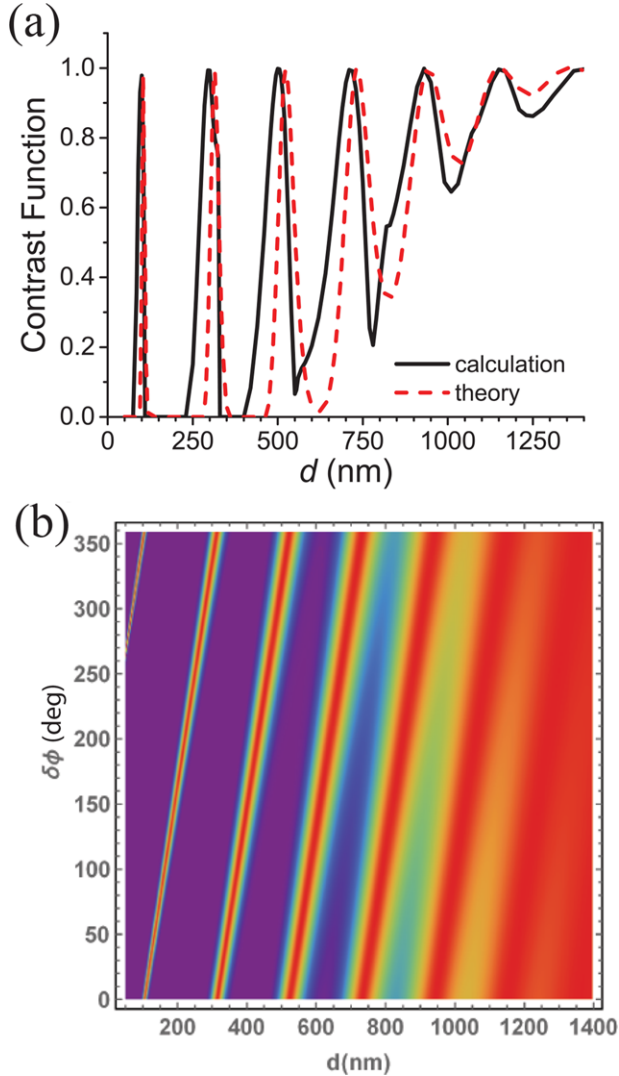 (a)
1.0
0.8
0.6
0.4
0.2
0.0
Contrast Function
calculation
theory
0 250 500 750 1000 1250
d (nm)
(b)
350
300
250
200
150
100
50
0
δϕ (deg)
200 400 600 800 1000 1200 1400
d(nm)